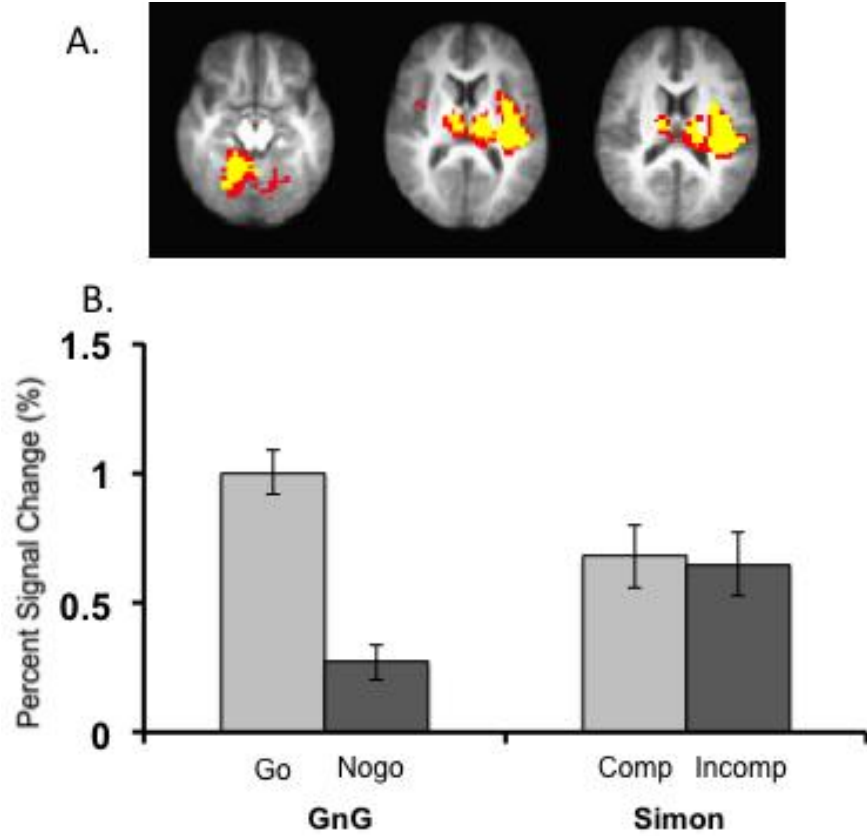 A.
B.
Percent Signal Change (%)
1.5
1
0.5
0
Go Nogo Comp Incomp
GnG Simon